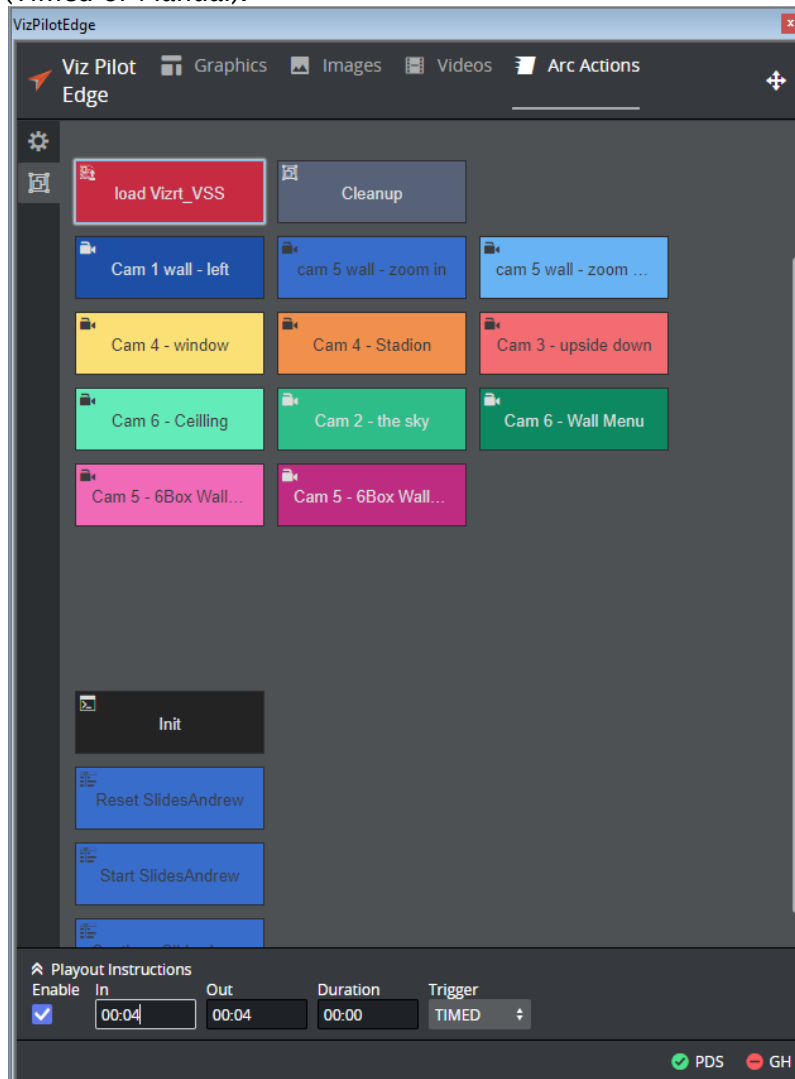 (Timed or Manual).
VizPilotEdge
Viz Pilot Edge
Graphics
Images
Videos
Arc Actions
load Vizrt_VSS
Cleanup
Cam 1 wall - left
cam 5 wall - zoom in
cam 5 wall - zoom ...
Cam 4 - window
Cam 4 - Stadion
Cam 3 - upside down
Cam 6 - Ceilling
Cam 2 - the sky
Cam 6 - Wall Menu
Cam 5 - 6Box Wall...
Cam 5 - 6Box Wall...
Init
Reset SlidesAndrew
Start SlidesAndrew
Playout Instructions
Enable In Out Duration Trigger
00:04 00:04 00:00 TIMED
PDS GH